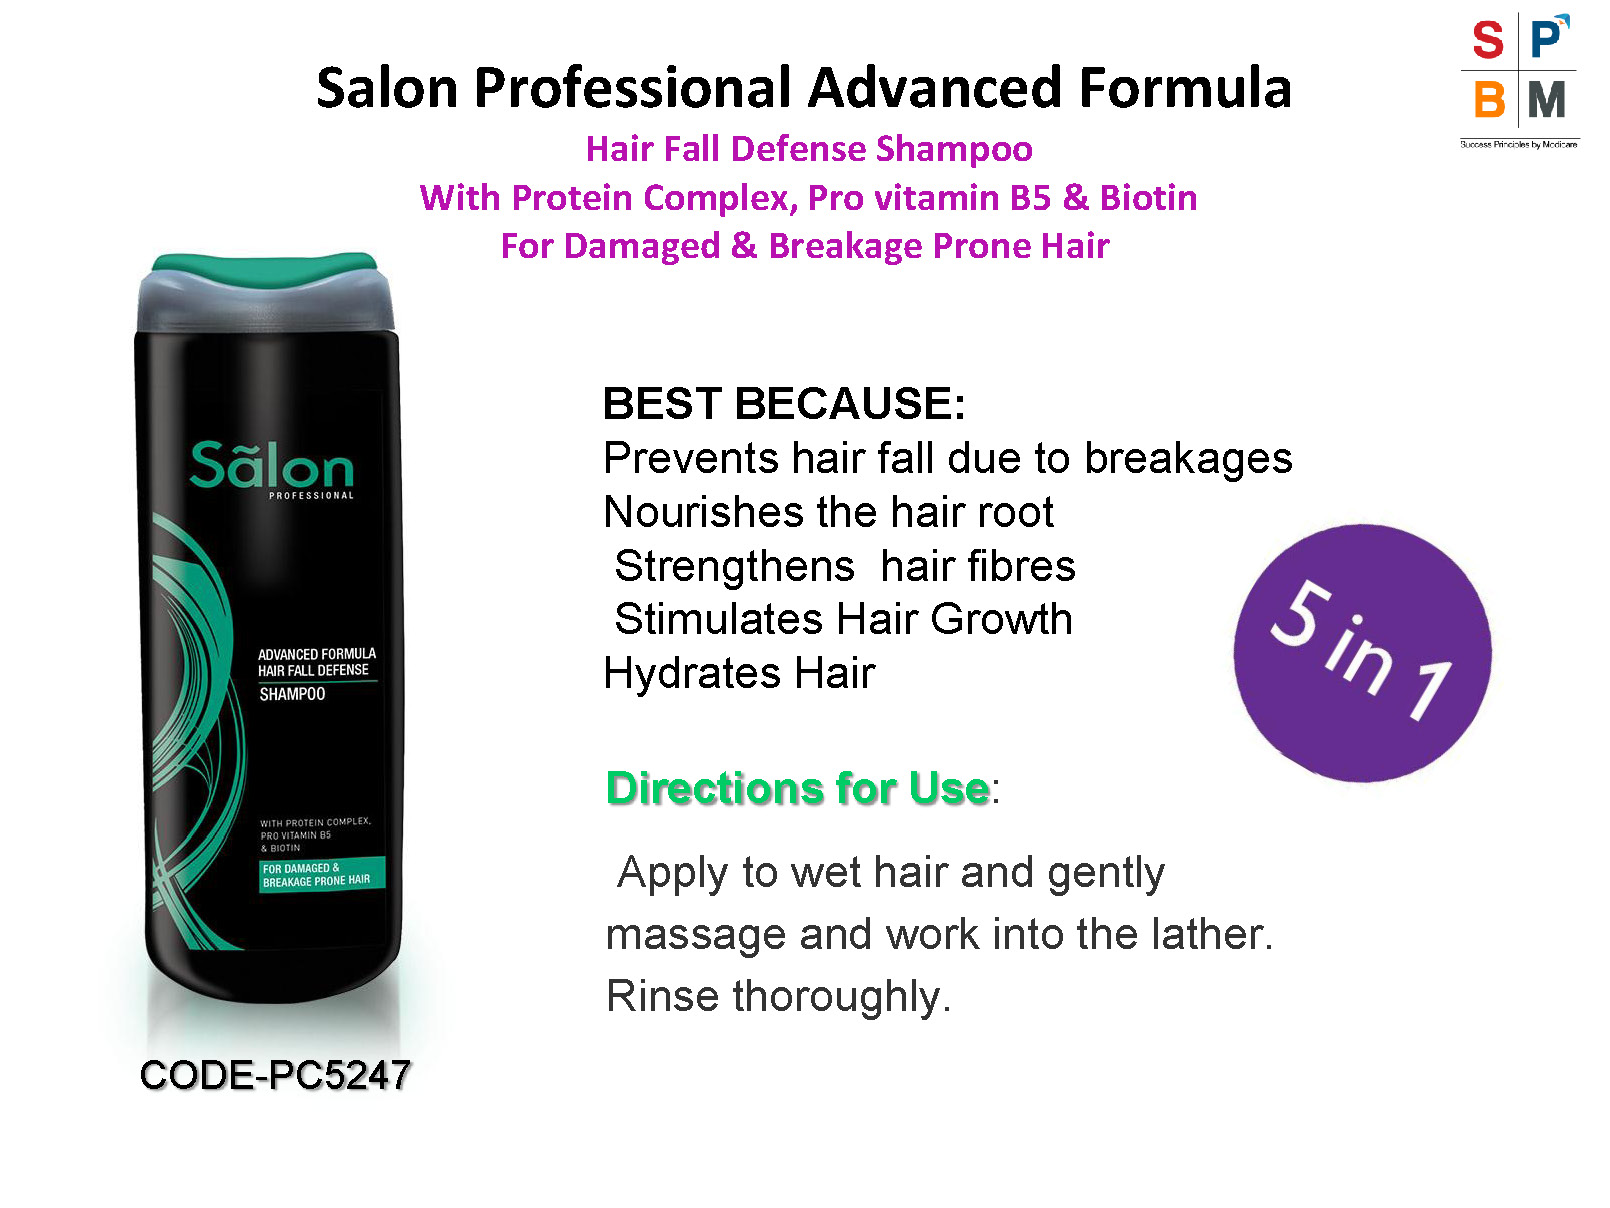 S P
B M
Success Principles by Medicare
Salon Professional Advanced Formula
Hair Fall Defense Shampoo
With Protein Complex, Pro vitamin B5 & Biotin
For Damaged & Breakage Prone Hair
Sãlon
PROFESSIONAL
ADVANCED FORMULA
HAIR FALL DEFENSE
SHAMPOO
WITH PROTEIN COMPLEX,
PRO VITAMIN B5
& BIOTIN
FOR DAMAGED &
BREAKAGE PRONE HAIR
CODE-PC5247
BEST BECAUSE:
Prevents hair fall due to breakages
Nourishes the hair root
Strengthens hair fibres
Stimulates Hair Growth
Hydrates Hair
5 in 1
Directions for Use:
Apply to wet hair and gently
massage and work into the lather.
Rinse thoroughly.